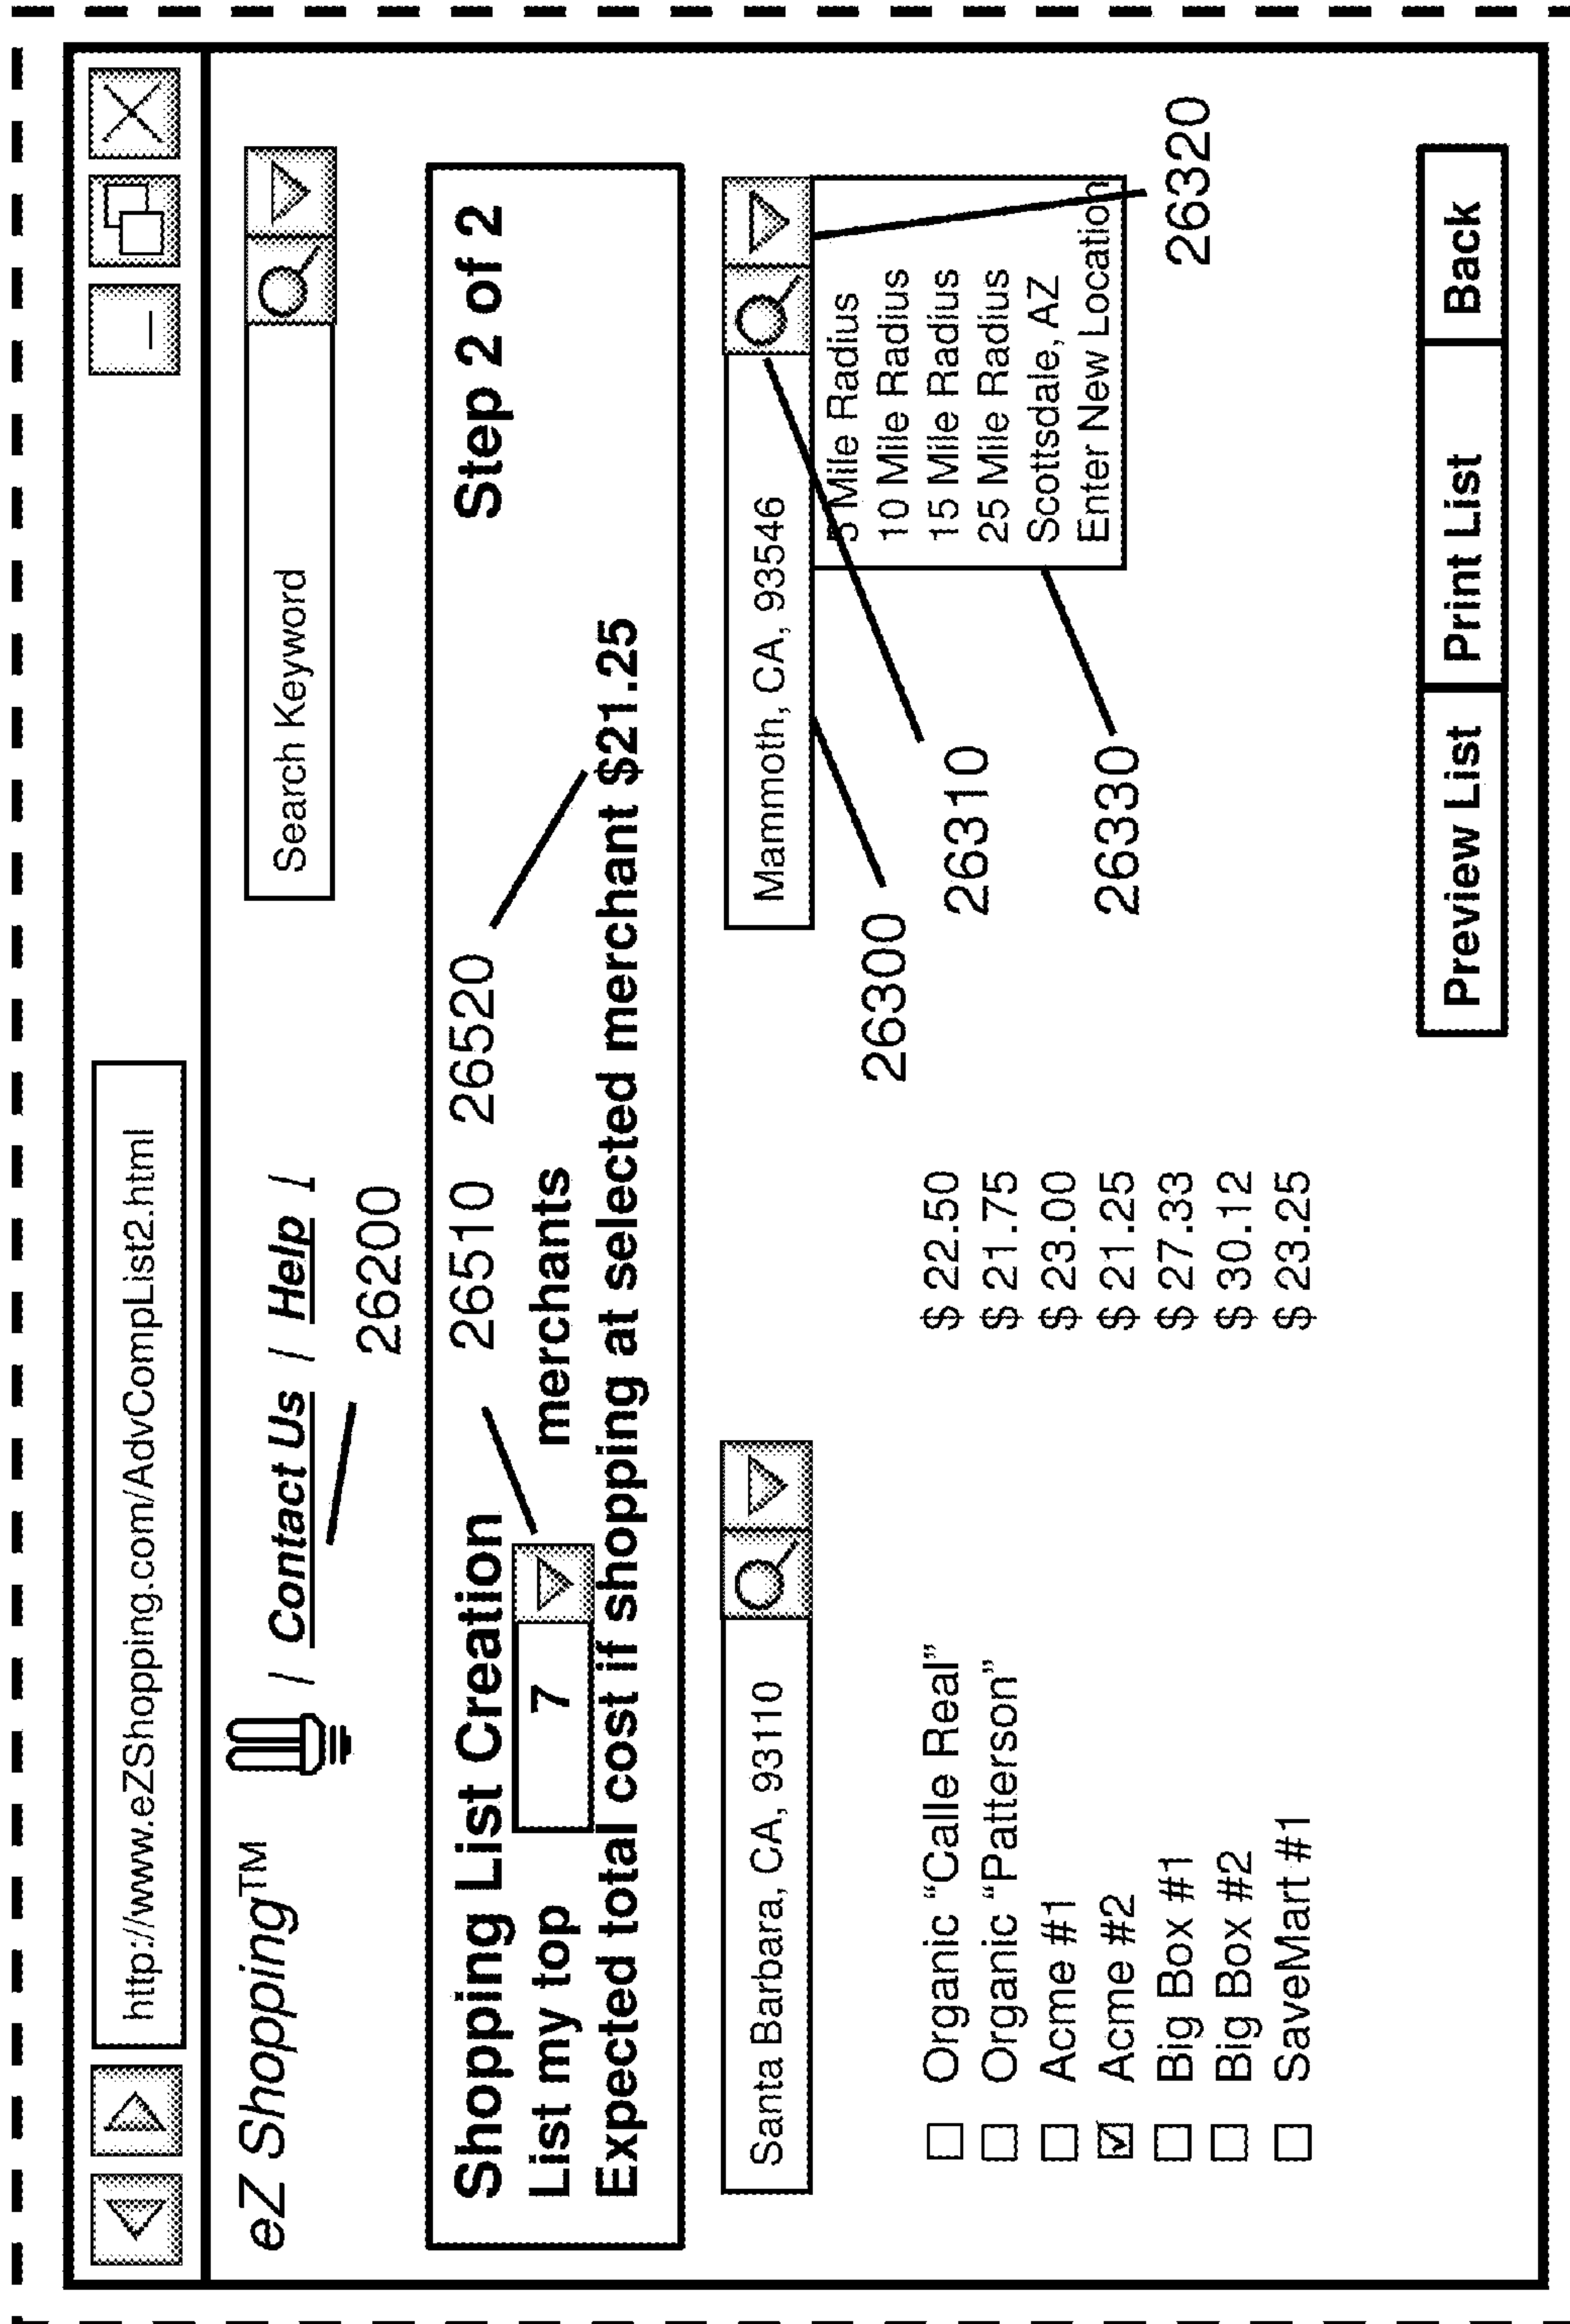 http://www.eZShopping.com/AdvCompList2.html
eZ Shopping™ / Contact Us / Help /
Search Keyword
26200
Shopping List Creation 26510 26520 Step 2 of 2
List my top 7 merchants
Expected total cost if shopping at selected merchant $21.25
Santa Barbara, CA, 93110
Mammoth, CA, 93546
5 Mile Radius
10 Mile Radius
15 Mile Radius
25 Mile Radius
Scottsdale, AZ
Enter New Location
26300
26310
26330
26320
Organic “Calle Real” $ 22.50
Organic “Patterson” $ 21.75
Acme #1 $ 23.00
Acme #2 $ 21.25
Big Box #1 $ 27.33
Big Box #2 $ 30.12
SaveMart #1 $ 23.25
Preview List Print List Back